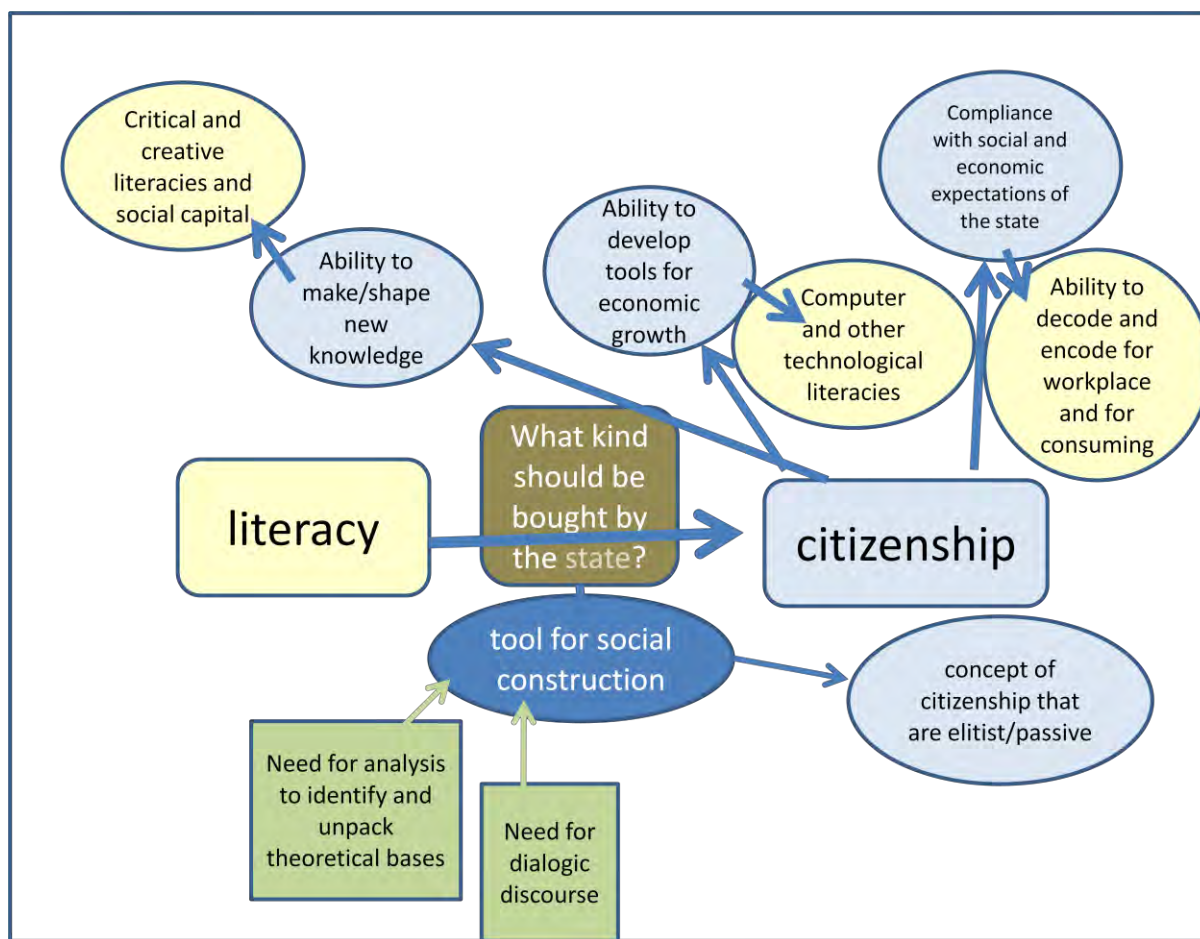 Critical and
creative
literacies and
social capital
Ability to
make/shape
new
knowledge
Ability to
develop
tools for
economic
growth
Computer
and other
technological
literacies
Compliance
with social and
economic
expectations of
the state
Ability to
decode and
encode for
workplace
and for
consuming
literacy
What kind
should be
bought by
the state?
citizenship
tool for social
construction
concept of
citizenship that
are elitist/passive
Need for analysis
to identify and
unpack
theoretical bases
Need for
dialogic
discourse